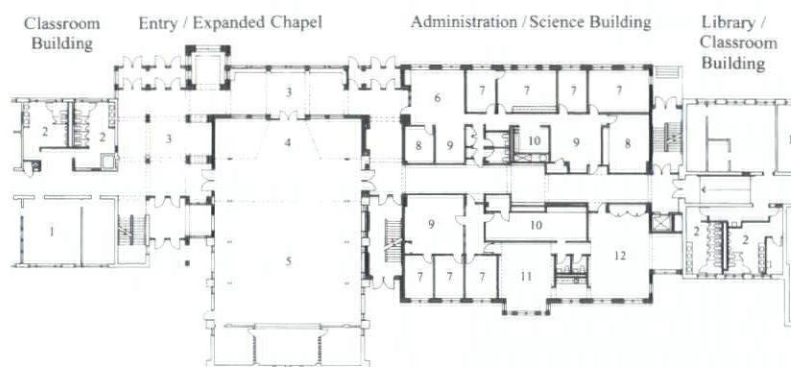 Classroom
Building
Entry / Expanded Chapel
Administration / Science Building
Library /
Classroom
Building
7 7 7 7
6
3
2 2
3
4
8 9 10 9 8
1
9
10
2 2
5
12
7 7 7
11
1